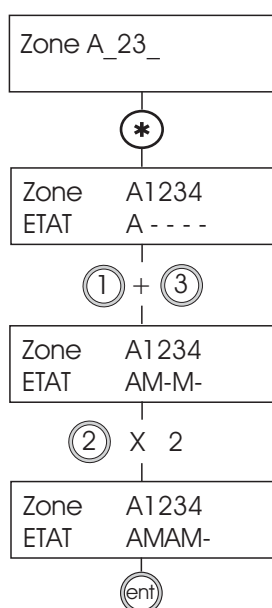 Zone A_23_
*
Zone A1234
ETAT A - - - -
1 + 3
Zone A1234
ETAT AM-M-
2 X 2
Zone A1234
ETAT AMAM-
ent